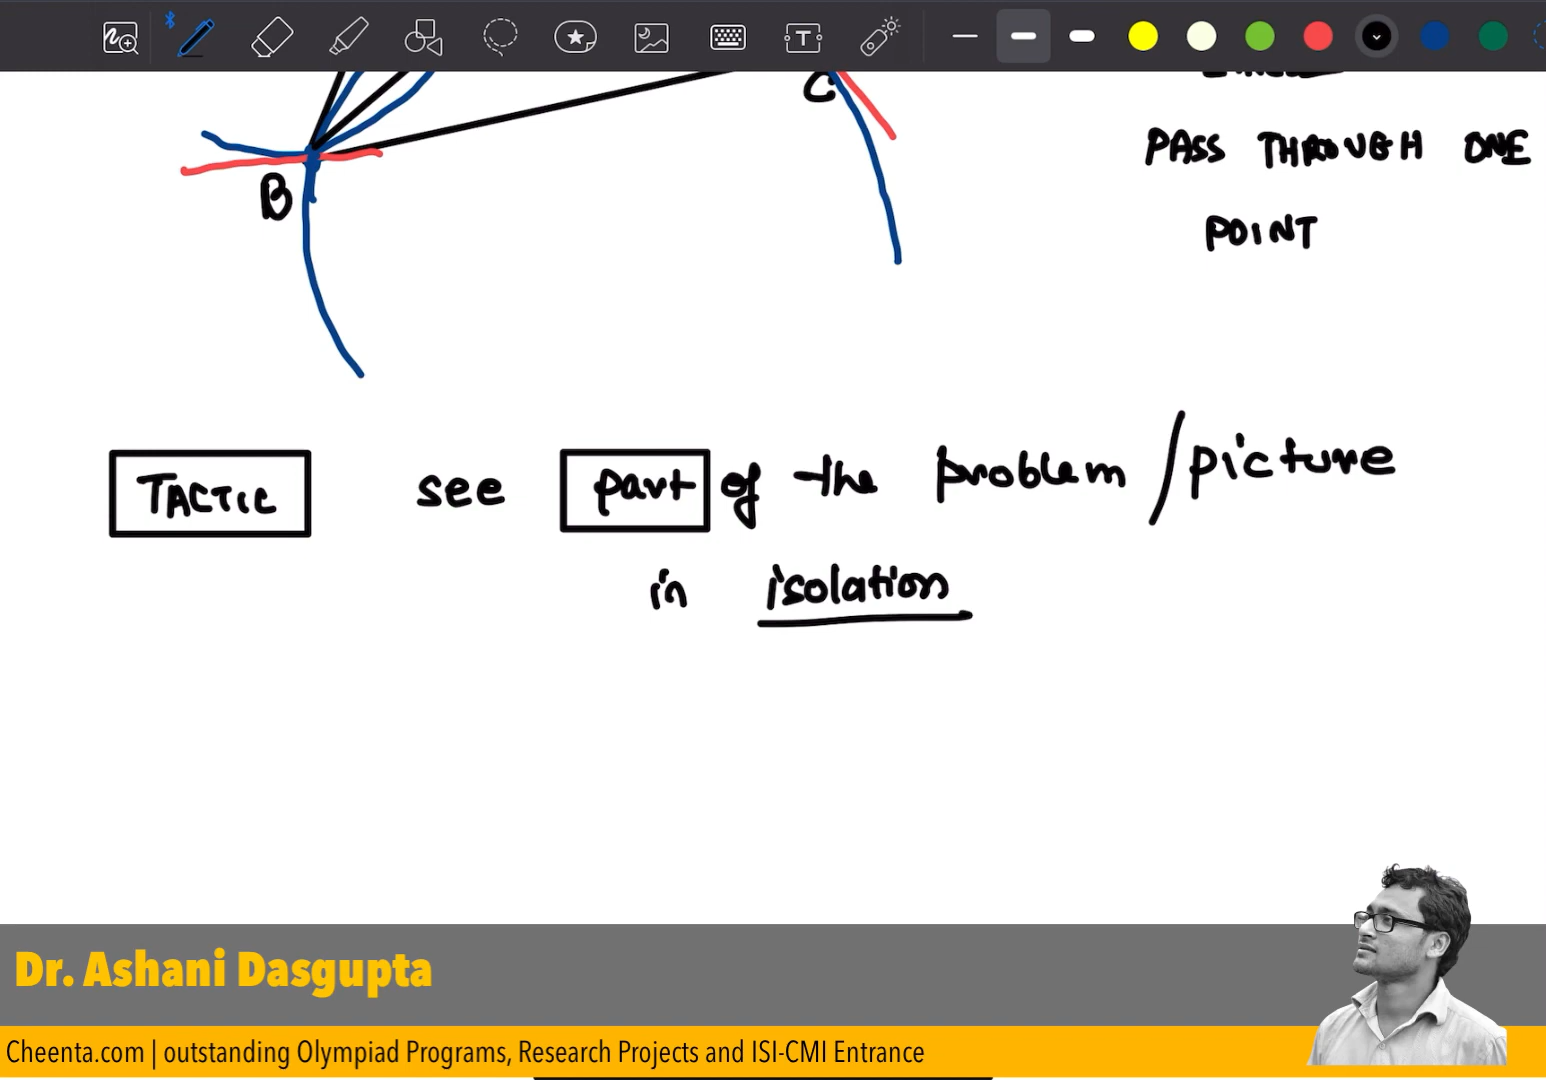 C
PASS THROUGH ONE
B
POINT
TACTIC see part of the problem / picture
in isolation
Dr. Ashani Dasgupta
Cheenta.com | outstanding Olympiad Programs, Research Projects and ISI-CMI Entrance